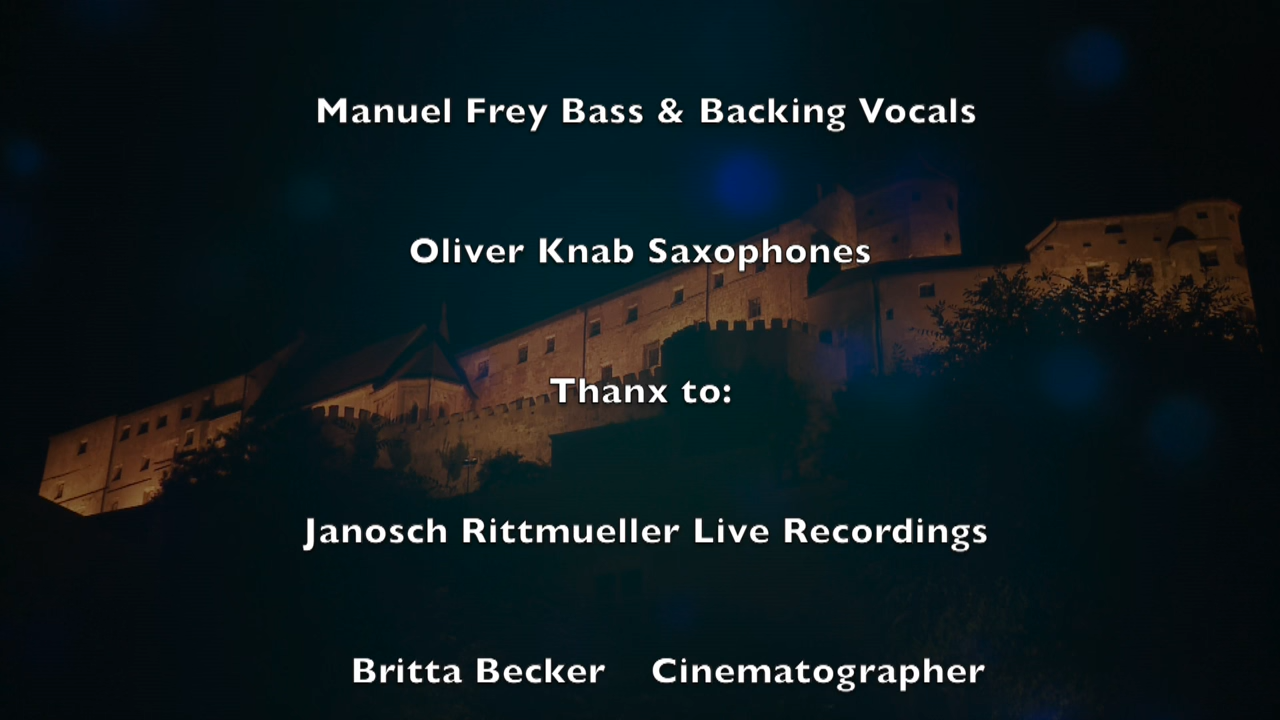 Manuel Frey Bass & Backing Vocals
Oliver Knab Saxophones
Thanx to:
Janosch Rittmueller Live Recordings
Britta Becker Cinematographer